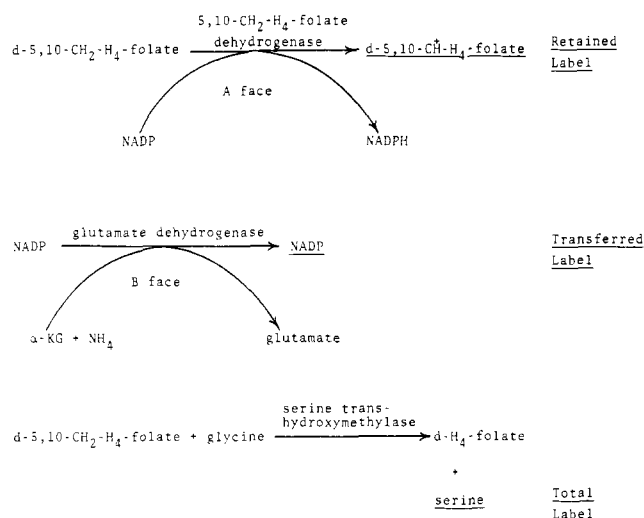 5,10-CH2-H4-folate
d-5,10-CH2-H4-folate dehydrogenase d-5,10-CH+-H4-folate Retained
Label
A face
NADP NADPH
NADP glutamate dehydrogenase NADP Transferred
Label
B face
α-KG + NH4 glutamate
serine trans-
hydroxymethylase
d-5,10-CH2-H4-folate + glycine d-H4-folate
+
serine Total
Label